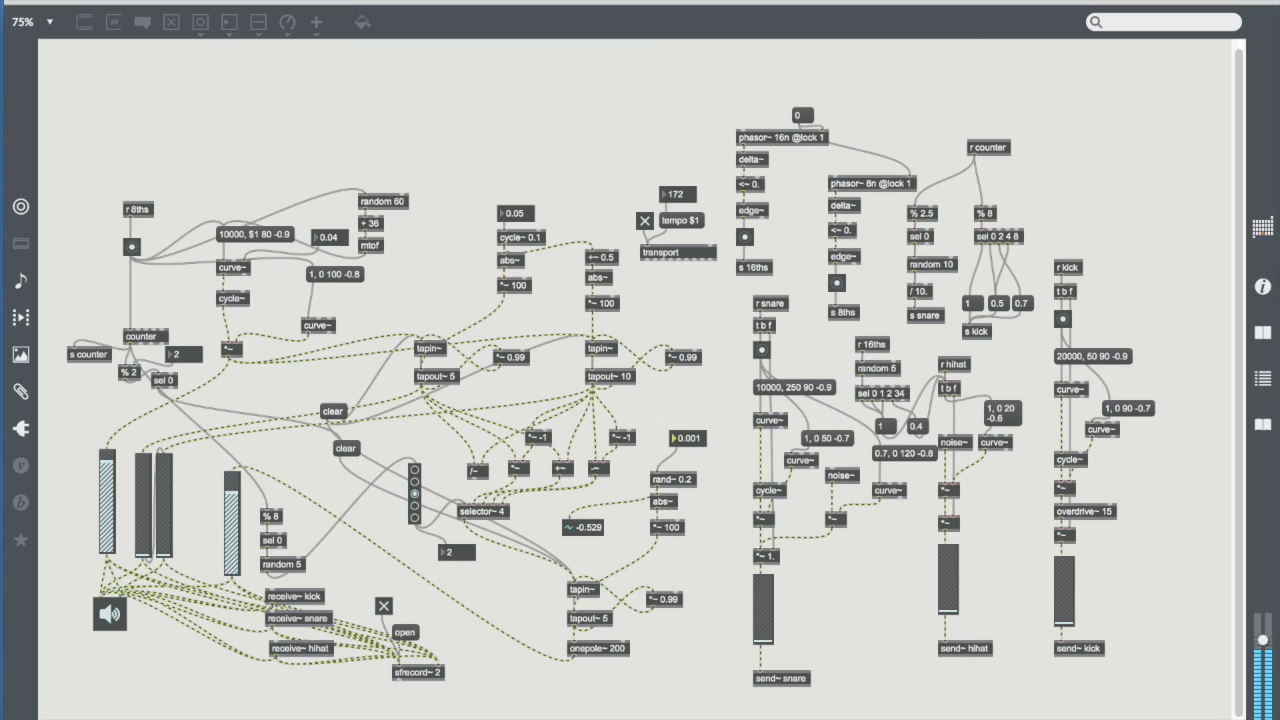 75%
0
phasor~ 16n @lock 1
delta~
<~ 0.
edge~
s 16ths
phasor~ 8n @lock 1
delta~
<~ 0.
edge~
s 8ths
r counter
% 2.5
sel 0
random 10
/ 10.
s snare
% 8
sel 0 2 4 8
1
0.5
0.7
s kick
172
tempo $1
transport
r 8ths
random 60
+ 36
mtof
10000, $1 80 -0.9
0.04
curve~
1, 0 100 -0.8
cycle~
curve~
*~
counter
s counter
2
% 2
sel 0
0.05
cycle~ 0.1
abs~
*~ 100
+~ 0.5
abs~
*~ 100
tapin~
*~ 0.99
tapout~ 5
tapin~
*~ 0.99
tapout~ 10
clear
clear
*~ -1
*~ -1
/~
*~
+~
-~
selector~ 4
2
0.001
rand~ 0.2
abs~
*~ 100
-0.529
% 8
sel 0
random 5
receive~ kick
receive~ snare
receive~ hihat
open
sfrecord~ 2
tapin~
*~ 0.99
tapout~ 5
onepole~ 200
r snare
t b f
10000, 250 90 -0.9
curve~
1, 0 50 -0.7
curve~
noise~
cycle~
curve~
*~
*~
*~ 1.
send~ snare
r 16ths
random 5
sel 0 1 2 34
1
0.4
0.7, 0 120 -0.8
r hihat
t b f
1, 0 20
-0.6
noise~
curve~
*~
*~
send~ hihat
r kick
t b f
20000, 50 90 -0.9
curve~
1, 0 90 -0.7
curve~
cycle~
*~
overdrive~ 15
*~
send~ kick